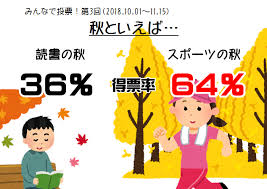 みんなで投票!第3回(2018.10.01〜11.15)
秋といえば…
読書の秋 スポーツの秋
36% 得票率 64%